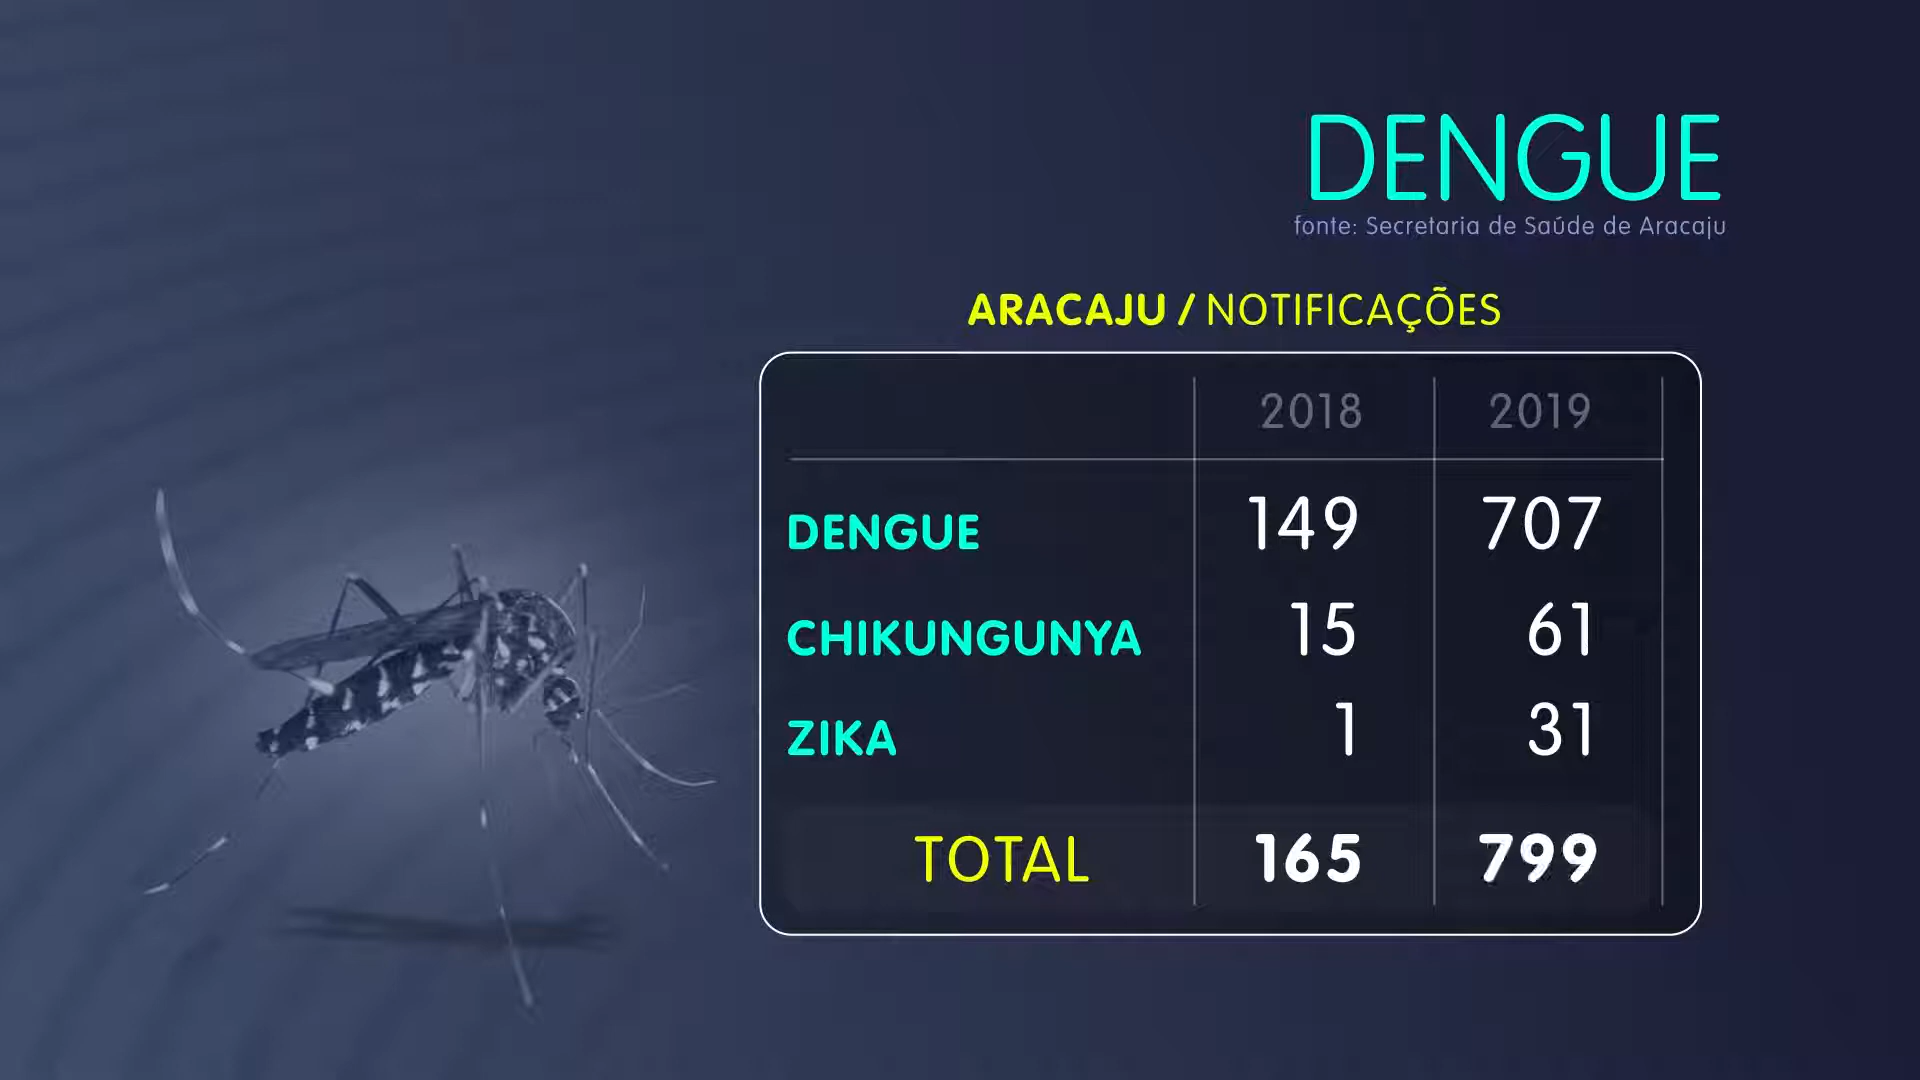 DENGUE
fonte: Secretaria de Saúde de Aracaju
ARACAJU / NOTIFICAÇÕES
2018 2019
DENGUE 149 707
CHIKUNGUNYA 15 61
ZIKA 1 31
TOTAL 165 799